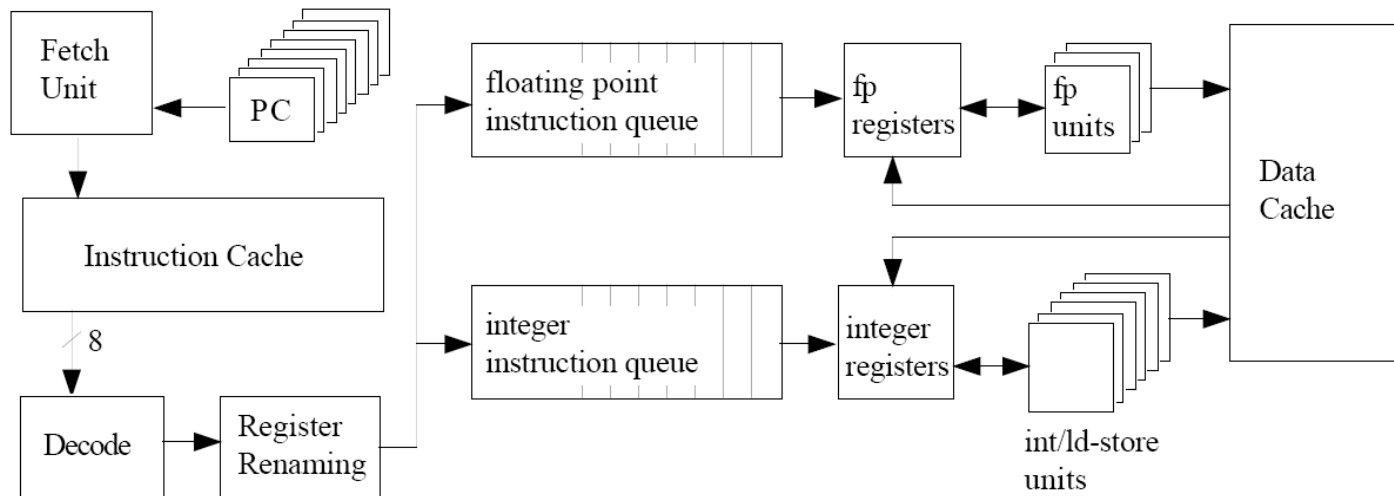 Fetch
Unit
PC
Instruction Cache
8
Decode
Register
Renaming
floating point
instruction queue
integer
instruction queue
fp
registers
fp
units
integer
registers
int/ld-store
units
Data
Cache